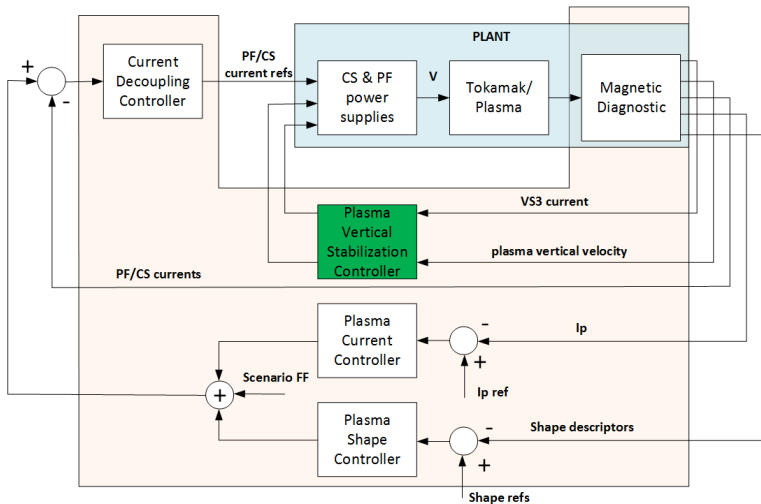 PLANT
+
-
Current
Decoupling
Controller
PF/CS
current refs
CS & PF
power
supplies
V
Tokamak/
Plasma
Magnetic
Diagnostic
VS3 current
Plasma
Vertical
Stabilization
Controller
plasma vertical velocity
PF/CS currents
Plasma
Current
Controller
-
+
Ip
Ip ref
Scenario FF
+
Plasma
Shape
Controller
-
+
Shape descriptors
Shape refs